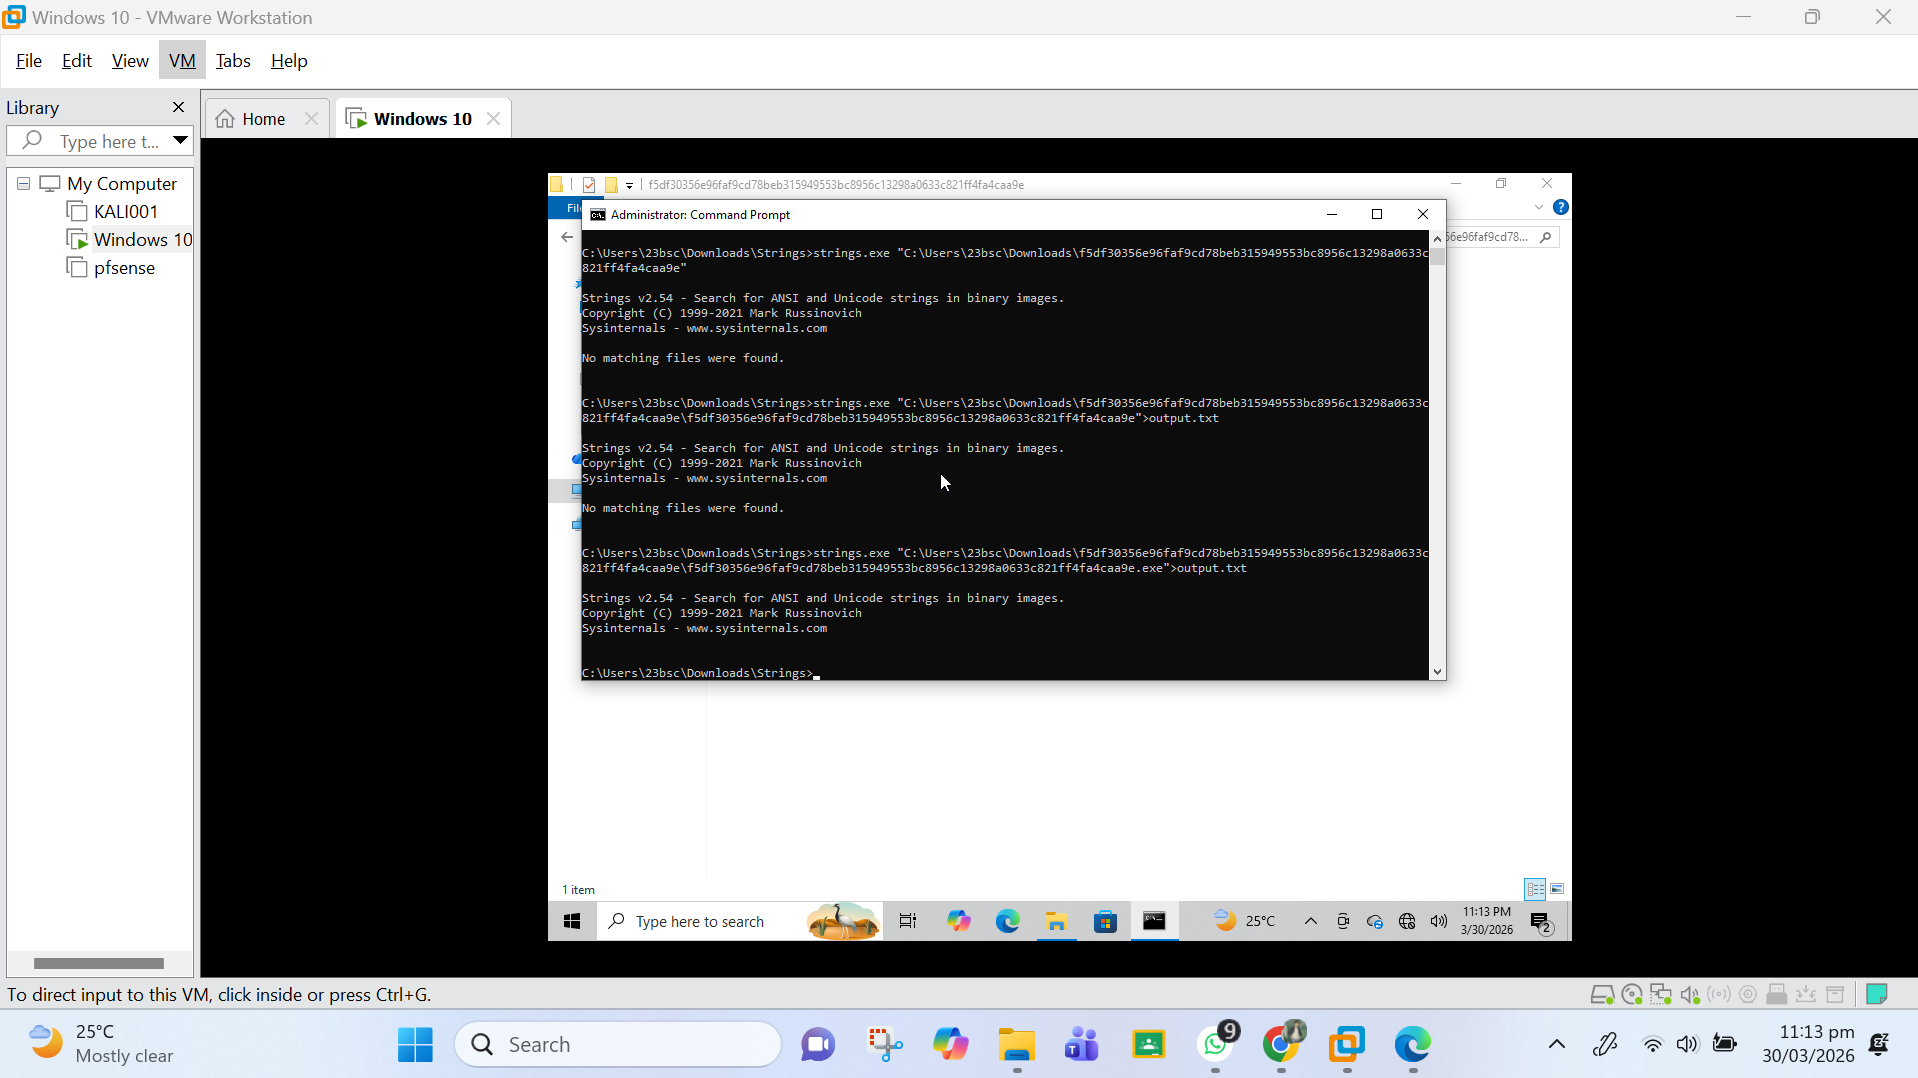 Windows 10 - VMware Workstation
File Edit View VM Tabs Help
Library
Type here t...
My Computer
KALI001
Windows 10
pfsense
Home
Windows 10
f5df30356e96faf9cd78beb315949553bc8956c13298a0633c821ff4fa4caa9e
Administrator: Command Prompt
56e96faf9cd78...
C:\Users\23bsc\Downloads\Strings>strings.exe "C:\Users\23bsc\Downloads\f5df30356e96faf9cd78beb315949553bc8956c13298a0633c
821ff4fa4caa9e"
Strings v2.54 - Search for ANSI and Unicode strings in binary images.
Copyright (C) 1999-2021 Mark Russinovich
Sysinternals - www.sysinternals.com
No matching files were found.
C:\Users\23bsc\Downloads\Strings>strings.exe "C:\Users\23bsc\Downloads\f5df30356e96faf9cd78beb315949553bc8956c13298a0633c
821ff4fa4caa9e\f5df30356e96faf9cd78beb315949553bc8956c13298a0633c821ff4fa4caa9e">output.txt
Strings v2.54 - Search for ANSI and Unicode strings in binary images.
Copyright (C) 1999-2021 Mark Russinovich
Sysinternals - www.sysinternals.com
No matching files were found.
C:\Users\23bsc\Downloads\Strings>strings.exe "C:\Users\23bsc\Downloads\f5df30356e96faf9cd78beb315949553bc8956c13298a0633c
821ff4fa4caa9e\f5df30356e96faf9cd78beb315949553bc8956c13298a0633c821ff4fa4caa9e.exe">output.txt
Strings v2.54 - Search for ANSI and Unicode strings in binary images.
Copyright (C) 1999-2021 Mark Russinovich
Sysinternals - www.sysinternals.com
C:\Users\23bsc\Downloads\Strings>
1 item
Type here to search
25°C
11:13 PM
3/30/2026
2
To direct input to this VM, click inside or press Ctrl+G.
25°C
Mostly clear
Search
9
11:13 pm
30/03/2026